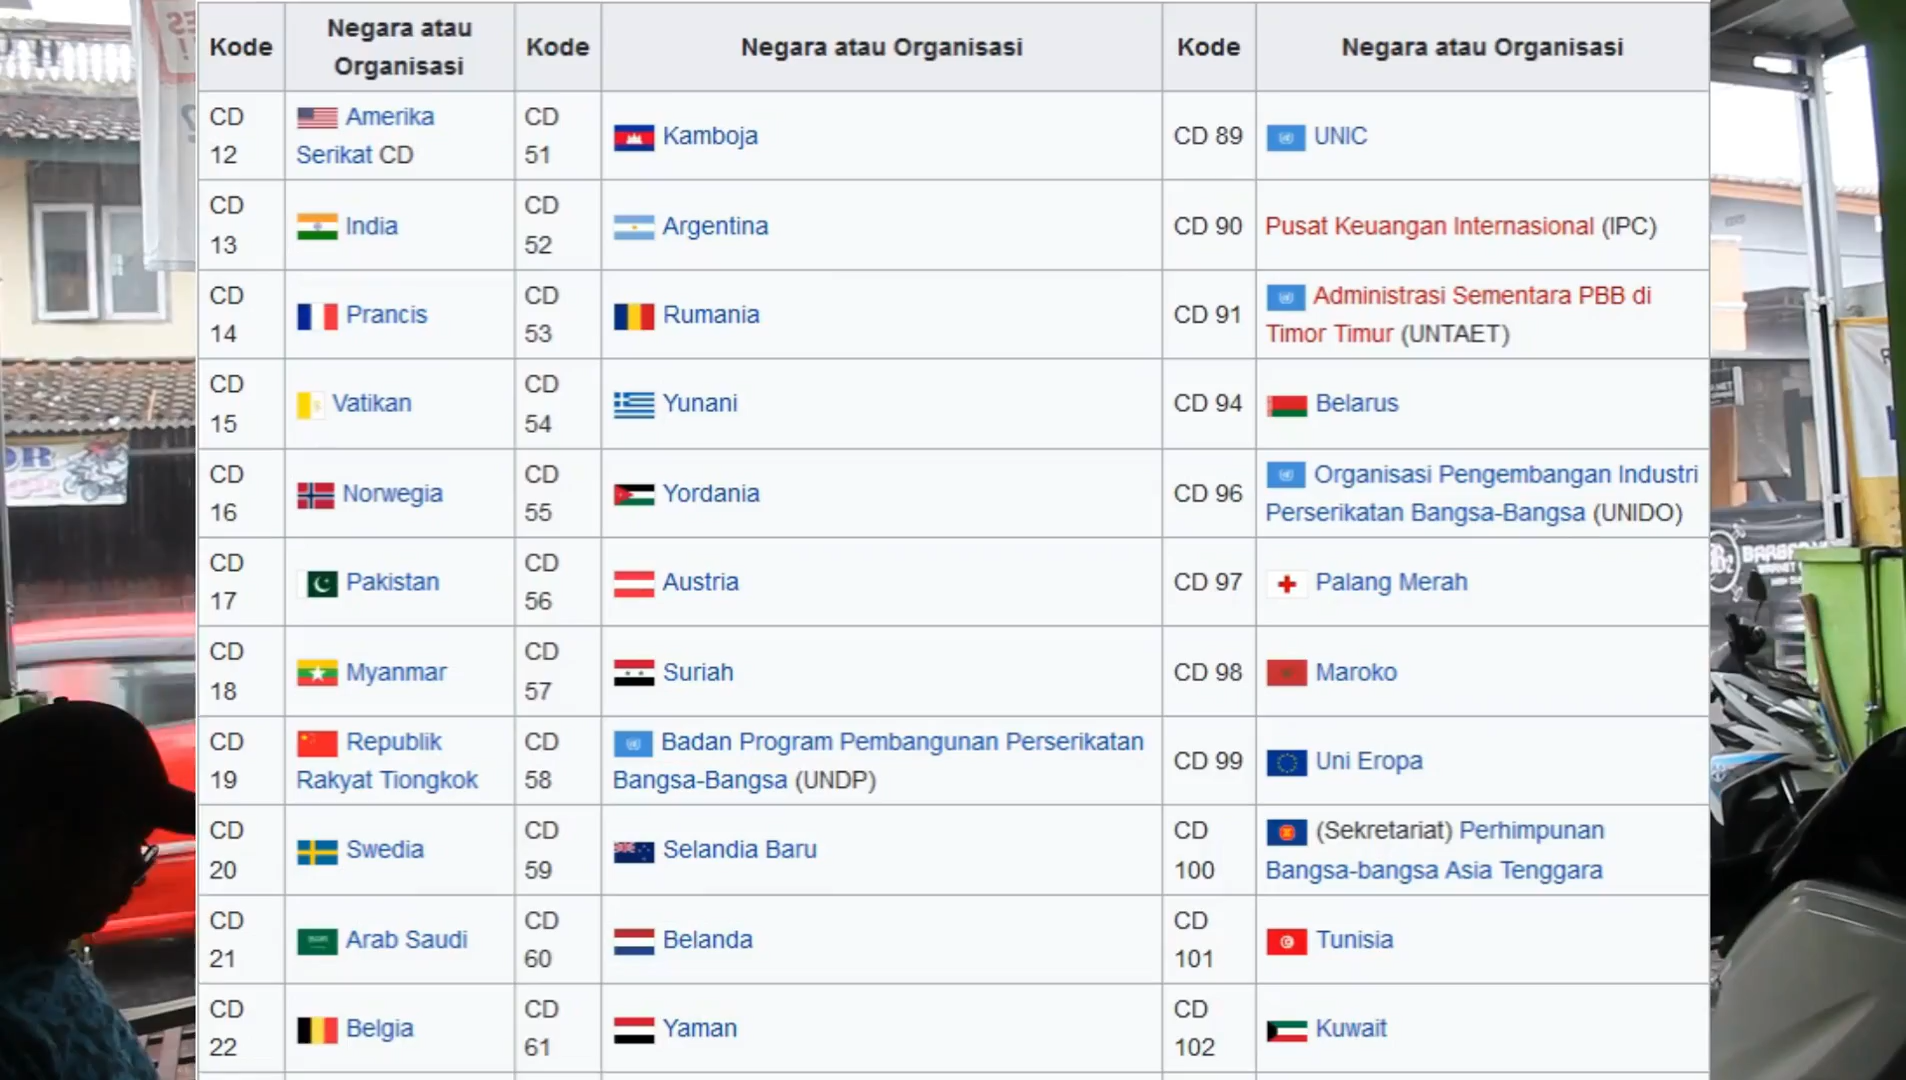 Kode
Negara atau
Organisasi
Kode
Negara atau Organisasi
Kode
Negara atau Organisasi
CD
12
Amerika
Serikat CD
CD
51
Kamboja
CD 89
UNIC
CD
13
India
CD
52
Argentina
CD 90
Pusat Keuangan Internasional (IPC)
CD
14
Prancis
CD
53
Rumania
CD 91
Administrasi Sementara PBB di
Timor Timur (UNTAET)
CD
15
Vatikan
CD
54
Yunani
CD 94
Belarus
CD
16
Norwegia
CD
55
Yordania
CD 96
Organisasi Pengembangan Industri
Perserikatan Bangsa-Bangsa (UNIDO)
CD
17
Pakistan
CD
56
Austria
CD 97
Palang Merah
CD
18
Myanmar
CD
57
Suriah
CD 98
Maroko
CD
19
Republik
Rakyat Tiongkok
CD
58
Badan Program Pembangunan Perserikatan
Bangsa-Bangsa (UNDP)
CD 99
Uni Eropa
CD
20
Swedia
CD
59
Selandia Baru
CD
100
(Sekretariat) Perhimpunan
Bangsa-bangsa Asia Tenggara
CD
21
Arab Saudi
CD
60
Belanda
CD
101
Tunisia
CD
22
Belgia
CD
61
Yaman
CD
102
Kuwait